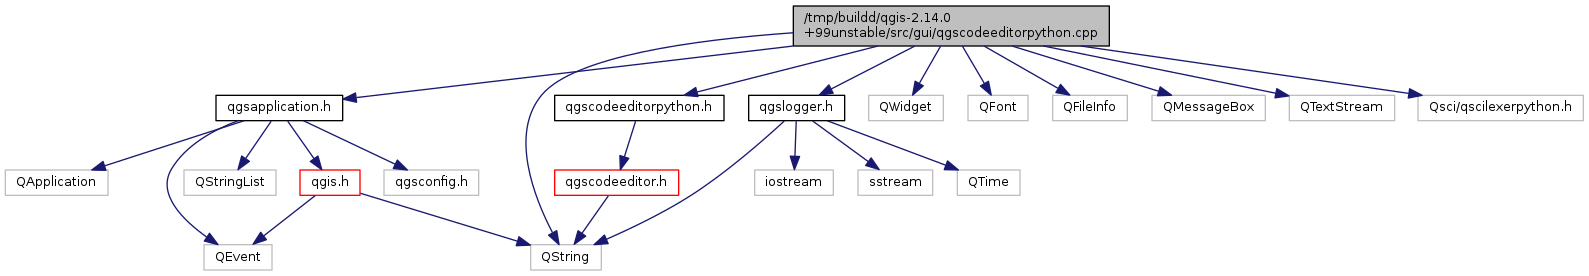 /tmp/buildd/qgis-2.14.0
+99unstable/src/gui/qgscodeeditorpython.cpp
qgsapplication.h
qgscodeeditorpython.h
qgslogger.h
QWidget
QFont
QFileInfo
QMessageBox
QTextStream
Qsci/qscilexerpython.h
QApplication
QStringList
qgis.h
qgsconfig.h
qgscodeeditor.h
iostream
sstream
QTime
QEvent
QString